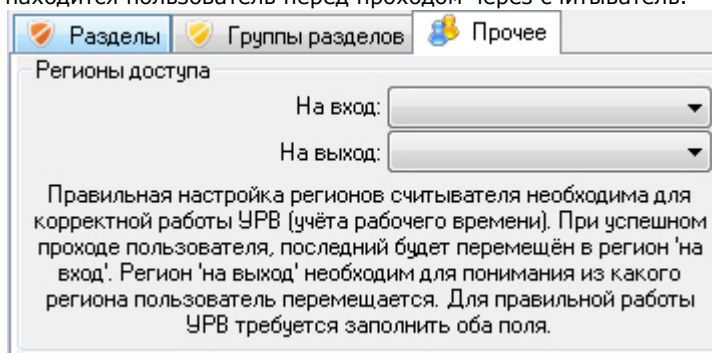 находится пользователь перед проходом через считыватель.
Разделы Группы разделов Прочее
Регионы доступа
На вход:
На выход:
Правильная настройка регионов считывателя необходима для
корректной работы УРВ (учёта рабочего времени). При успешном
проходе пользователя, последний будет перемещён в регион 'на
вход'. Регион 'на выход' необходим для понимания из какого
региона пользователь перемещается. Для правильной работы
УРВ требуется заполнить оба поля.